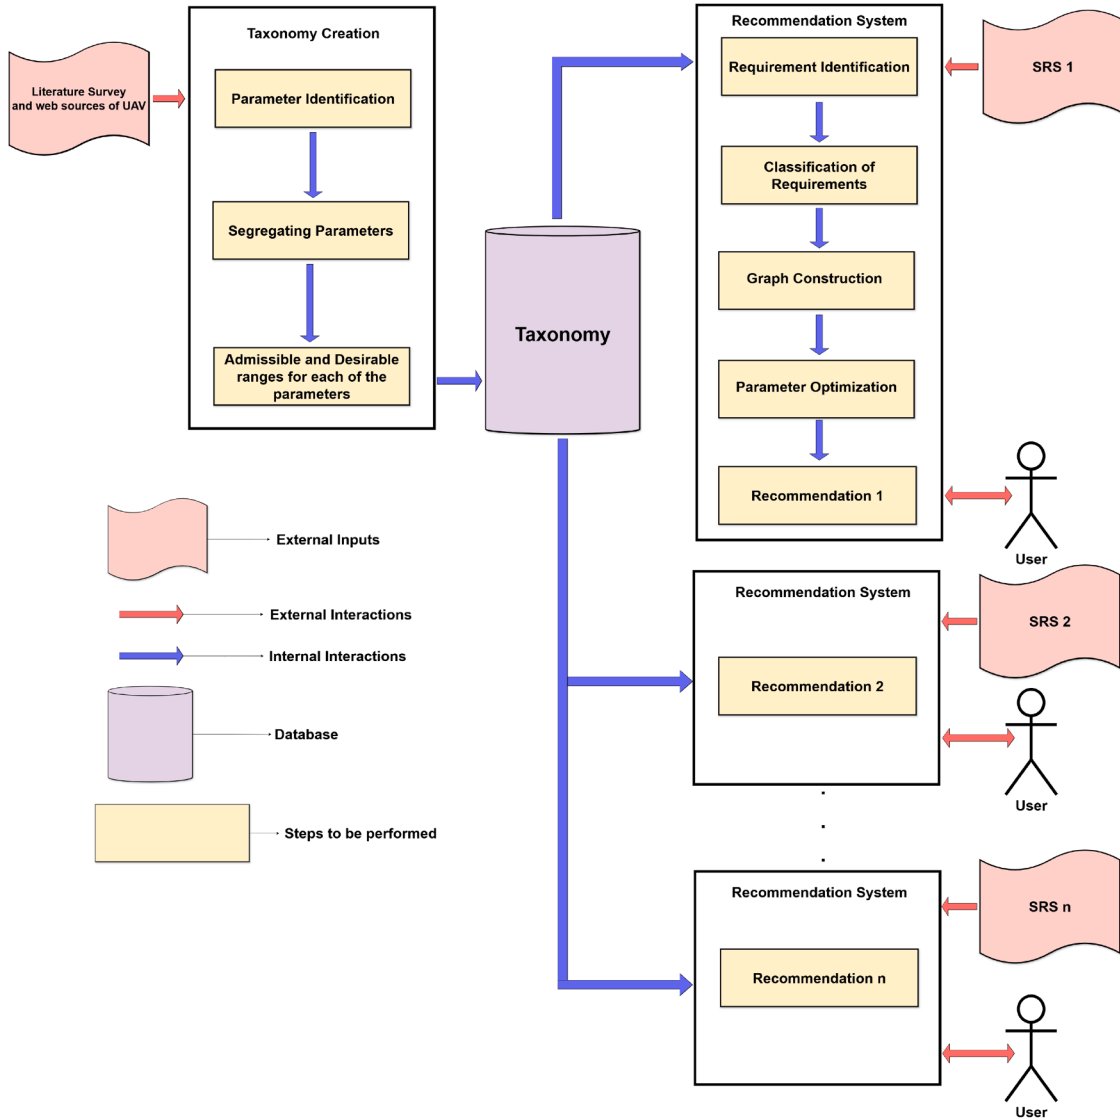 Literature Survey
and web sources of UAV
Taxonomy Creation
Parameter Identification
Segregating Parameters
Admissible and Desirable
ranges for each of the
parameters
Taxonomy
Recommendation System
Requirement Identification
Classification of
Requirements
Graph Construction
Parameter Optimization
Recommendation 1
SRS 1
User
Recommendation System
Recommendation 2
SRS 2
User
Recommendation System
Recommendation n
SRS n
User
External Inputs
External Interactions
Internal Interactions
Database
Steps to be performed